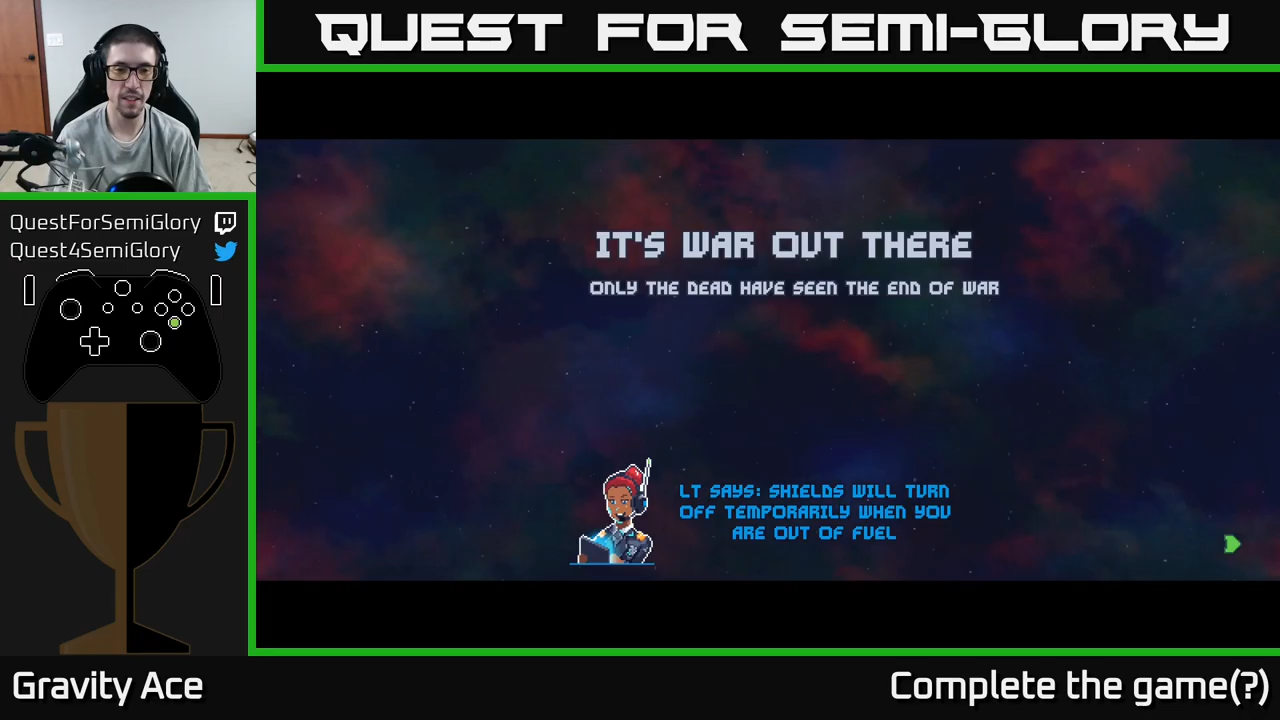 QUEST FOR SEMI-GLORY
QuestForSemiGlory
Quest4SemiGlory
IT'S WAR OUT THERE
ONLY THE DEAD HAVE SEEN THE END OF WAR
LT SAYS: SHIELDS WILL TURN
OFF TEMPORARILY WHEN YOU
ARE OUT OF FUEL
Gravity Ace
Complete the game(?)